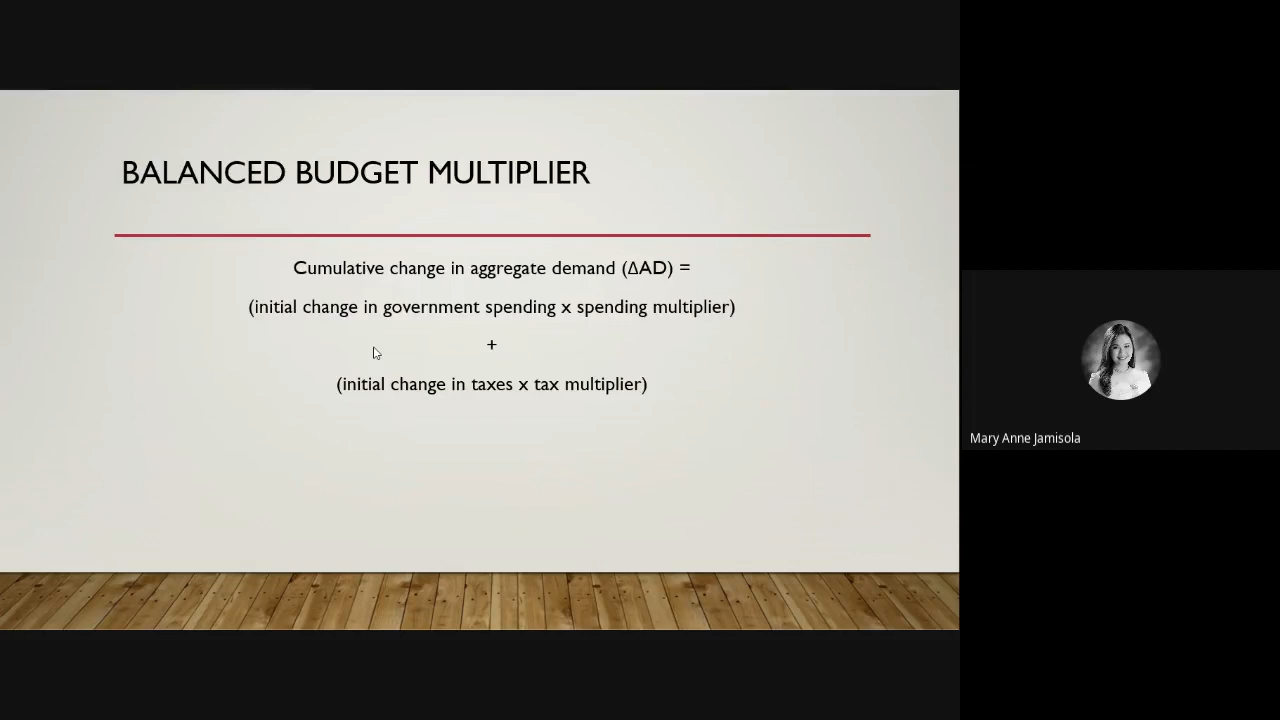 BALANCED BUDGET MULTIPLIER
Cumulative change in aggregate demand (ΔAD) =
(initial change in government spending x spending multiplier)
+
(initial change in taxes x tax multiplier)
Mary Anne Jamisola